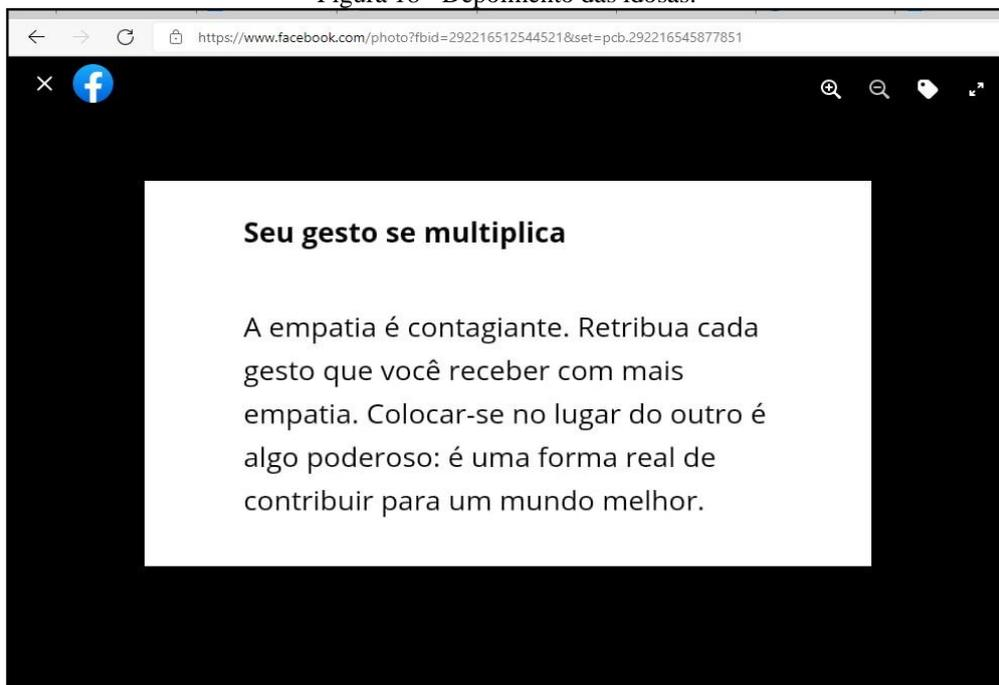 Figura 18 - Depoimento das idosas.
https://www.facebook.com/photo?fbid=292216512544521&set=pcb.292216545877851
Seu gesto se multiplica
A empatia é contagiante. Retribua cada
gesto que você receber com mais
empatia. Colocar-se no lugar do outro é
algo poderoso: é uma forma real de
contribuir para um mundo melhor.